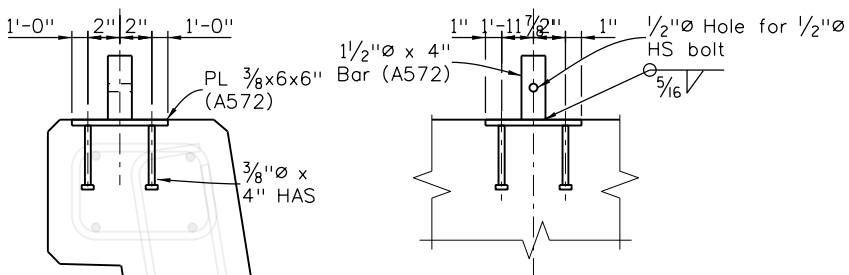 1'-0" 2" 2" 1'-0"
PL 3/8x6x6"
(A572)
3/8"Ø x
4" HAS
1" 1'-11 7/8" 2" 1"
1 1/2"Ø x 4"
Bar (A572)
1/2"Ø Hole for 1/2"Ø
HS bolt
5/16